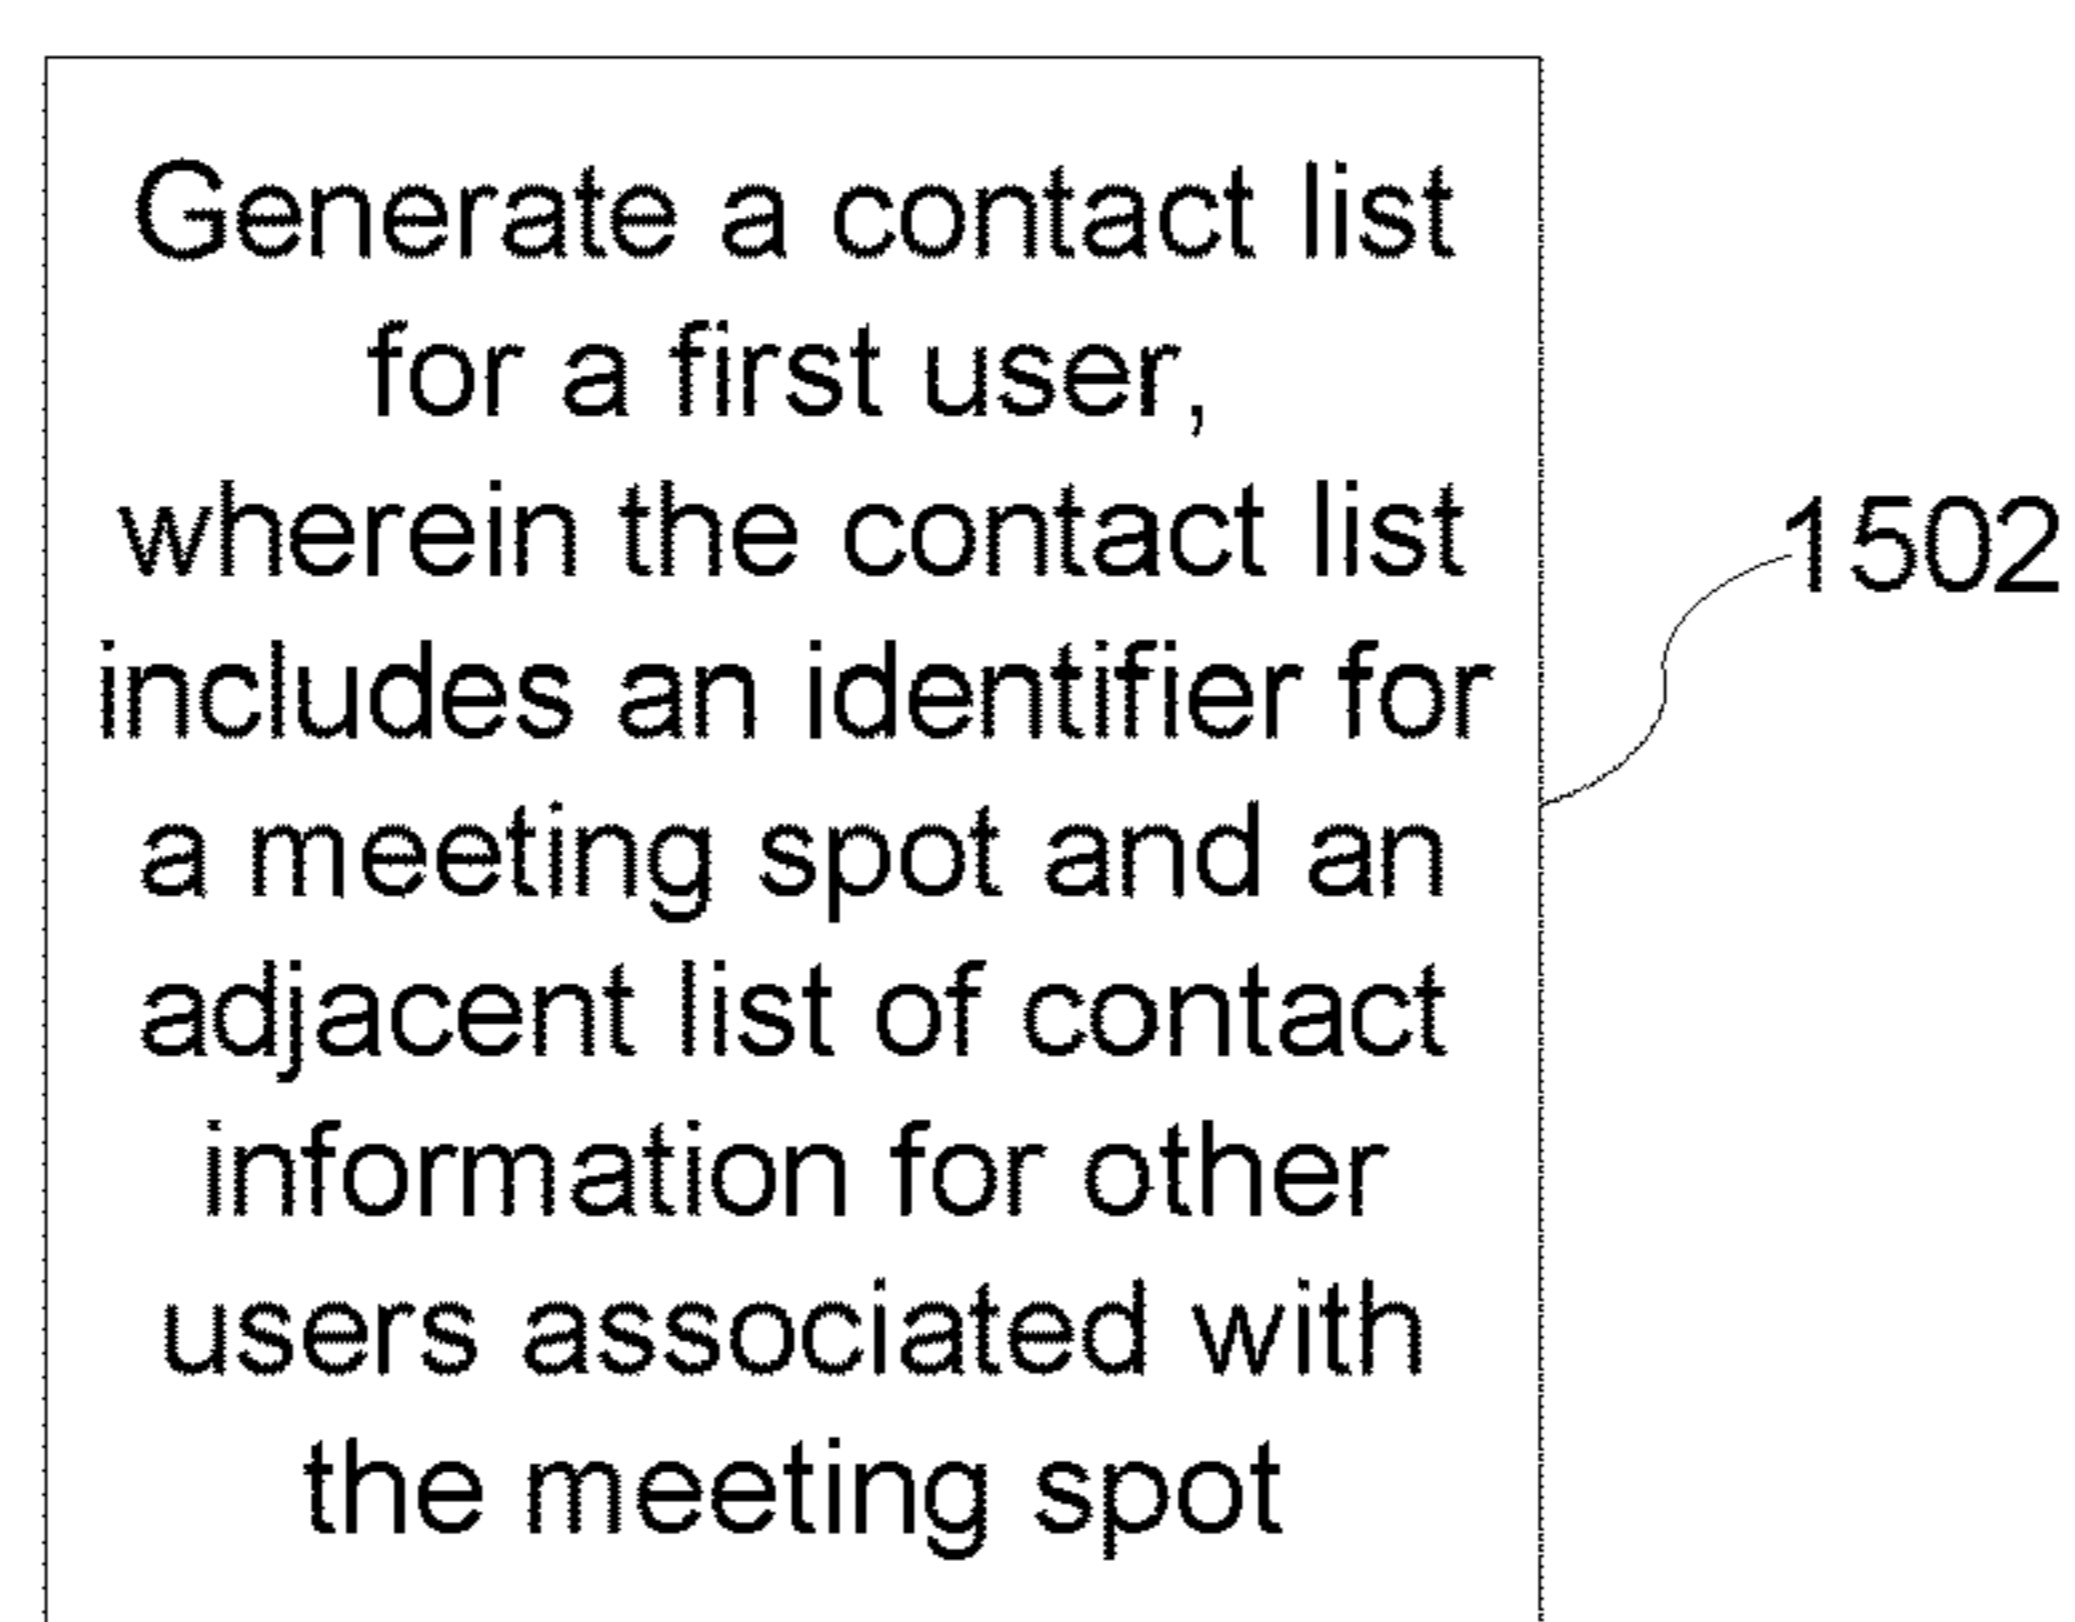 Generate a contact list
for a first user,
wherein the contact list
includes an identifier for
a meeting spot and an
adjacent list of contact
information for other
users associated with
the meeting spot
1502